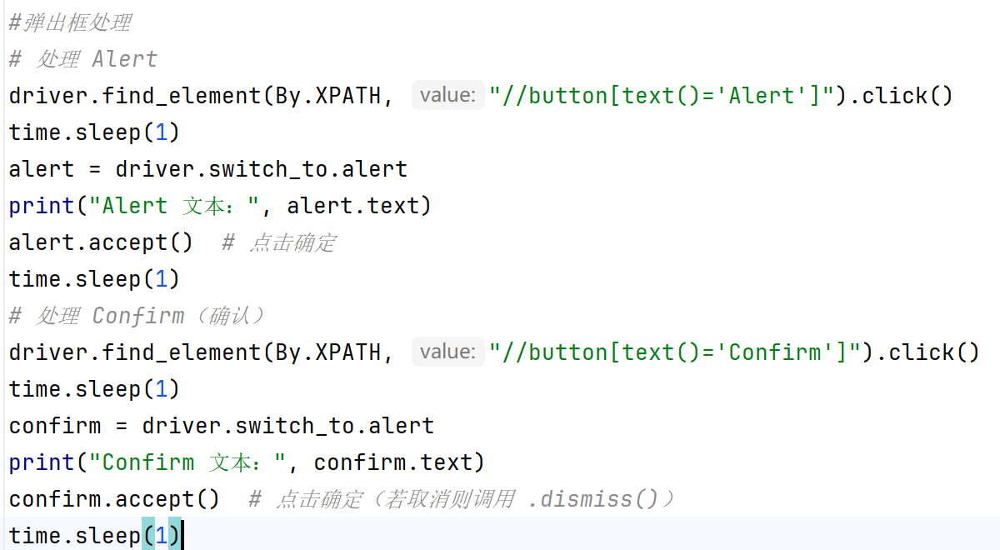 #弹出框处理
# 处理 Alert
driver.find_element(By.XPATH, value: "//button[text()='Alert']").click()
time.sleep(1)
alert = driver.switch_to.alert
print("Alert 文本：", alert.text)
alert.accept()  # 点击确定
time.sleep(1)
# 处理 Confirm（确认）
driver.find_element(By.XPATH, value: "//button[text()='Confirm']").click()
time.sleep(1)
confirm = driver.switch_to.alert
print("Confirm 文本：", confirm.text)
confirm.accept()  # 点击确定（若取消则调用 .dismiss()）
time.sleep(1)